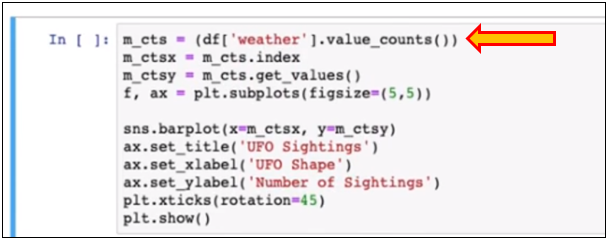 In [ ]: m_cts = (df['weather'].value_counts())
m_ctsx = m_cts.index
m_ctsy = m_cts.get_values()
f, ax = plt.subplots(figsize=(5,5))
sns.barplot(x=m_ctsx, y=m_ctsy)
ax.set_title('UFO Sightings')
ax.set_xlabel('UFO Shape')
ax.set_ylabel('Number of Sightings')
plt.xticks(rotation=45)
plt.show()